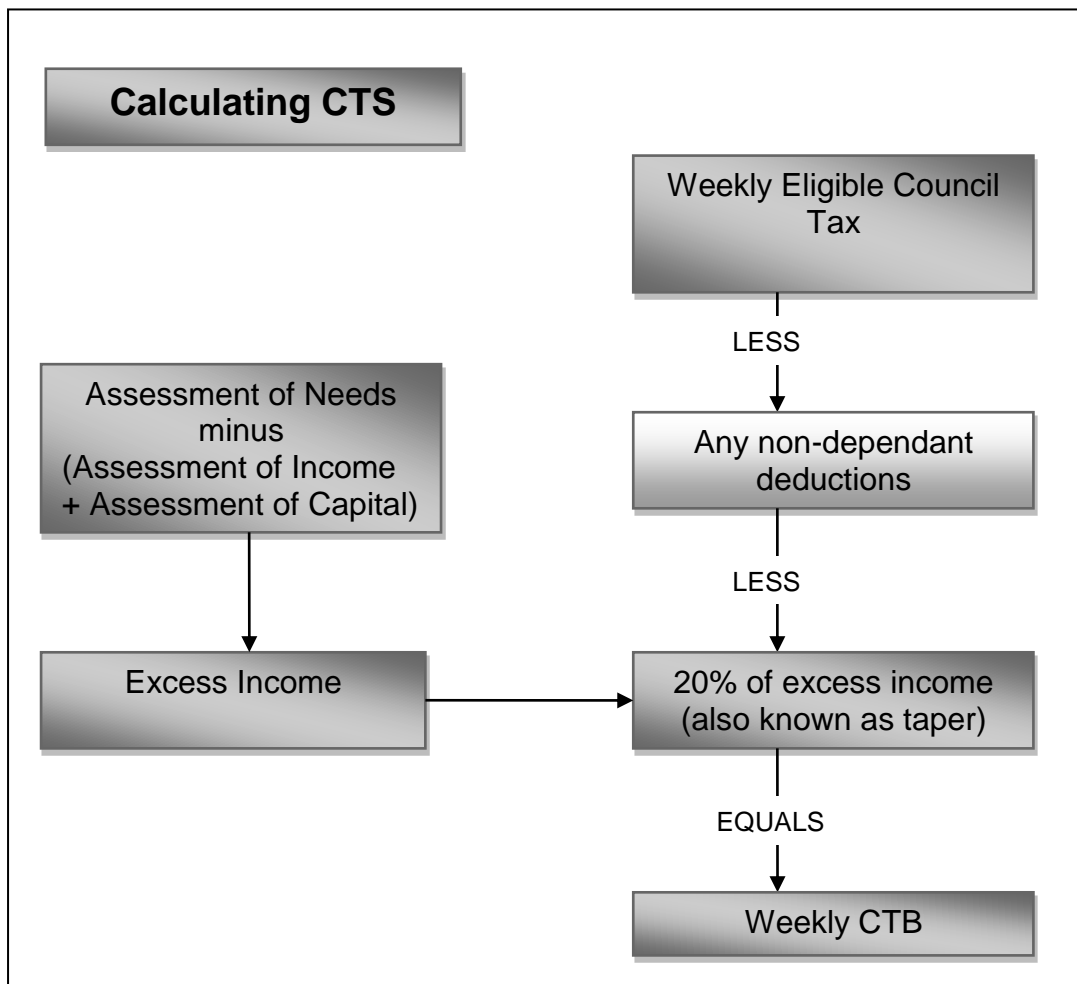 Calculating CTS
Weekly Eligible Council
Tax
LESS
Assessment of Needs
minus
(Assessment of Income
+ Assessment of Capital)
Any non-dependant
deductions
LESS
Excess Income
20% of excess income
(also known as taper)
EQUALS
Weekly CTB